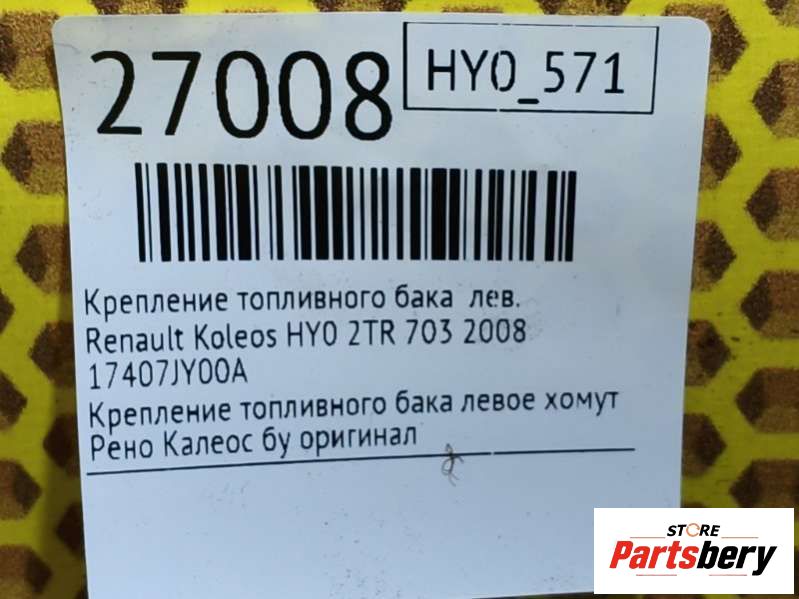 27008
HY0_571
Крепление топливного бака лев.
Renault Koleos HY0 2TR 703 2008
17407JY00A
Крепление топливного бака левое хомут
Рено Калеос бу оригинал
STORE
Partsbery